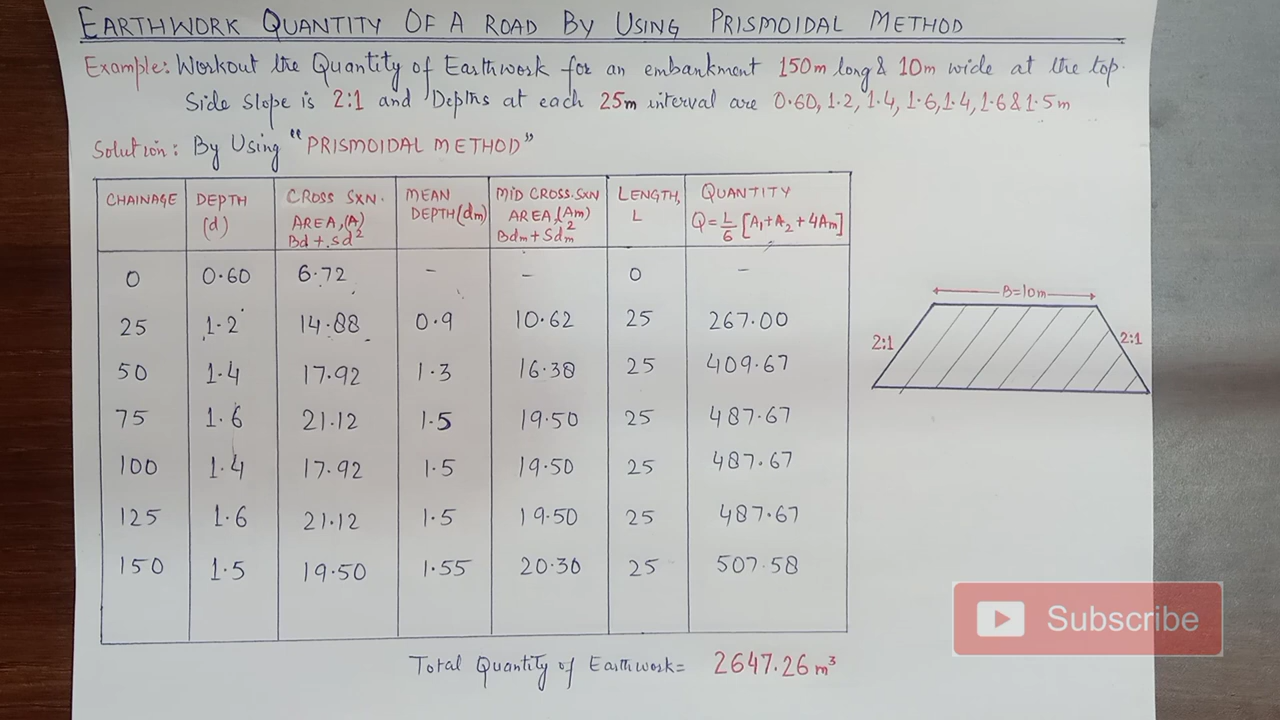 EARTHWORK QUANTITY OF A ROAD BY USING PRISMOIDAL METHOD
Example: Workout the Quantity of Earthwork for an embankment 150m long & 10m wide at the top.
Side Slope is 2:1 and Depths at each 25m interval are 0.60, 1.2, 1.4, 1.6, 1.4, 1.6 & 1.5m
Solution: By Using "PRISMOIDAL METHOD"
CHAINAGE DEPTH (d) CROSS SXN. AREA, (A) Bd + Sd² MEAN DEPTH (dm) MID CROSS.SXN AREA, (Am) Bdm + Sdm² LENGTH, L QUANTITY Q = L/6 [A₁+A₂+4Am]
0 0.60 6.72 - - 0 -
25 1.2 14.88 0.9 10.62 25 267.00
50 1.4 17.92 1.3 16.38 25 409.67
75 1.6 21.12 1.5 19.50 25 487.67
100 1.4 17.92 1.5 19.50 25 487.67
125 1.6 21.12 1.5 19.50 25 487.67
150 1.5 19.50 1.55 20.30 25 507.58
Total Quantity of Earthwork = 2647.26 m³
B=10m
2:1 2:1
Subscribe